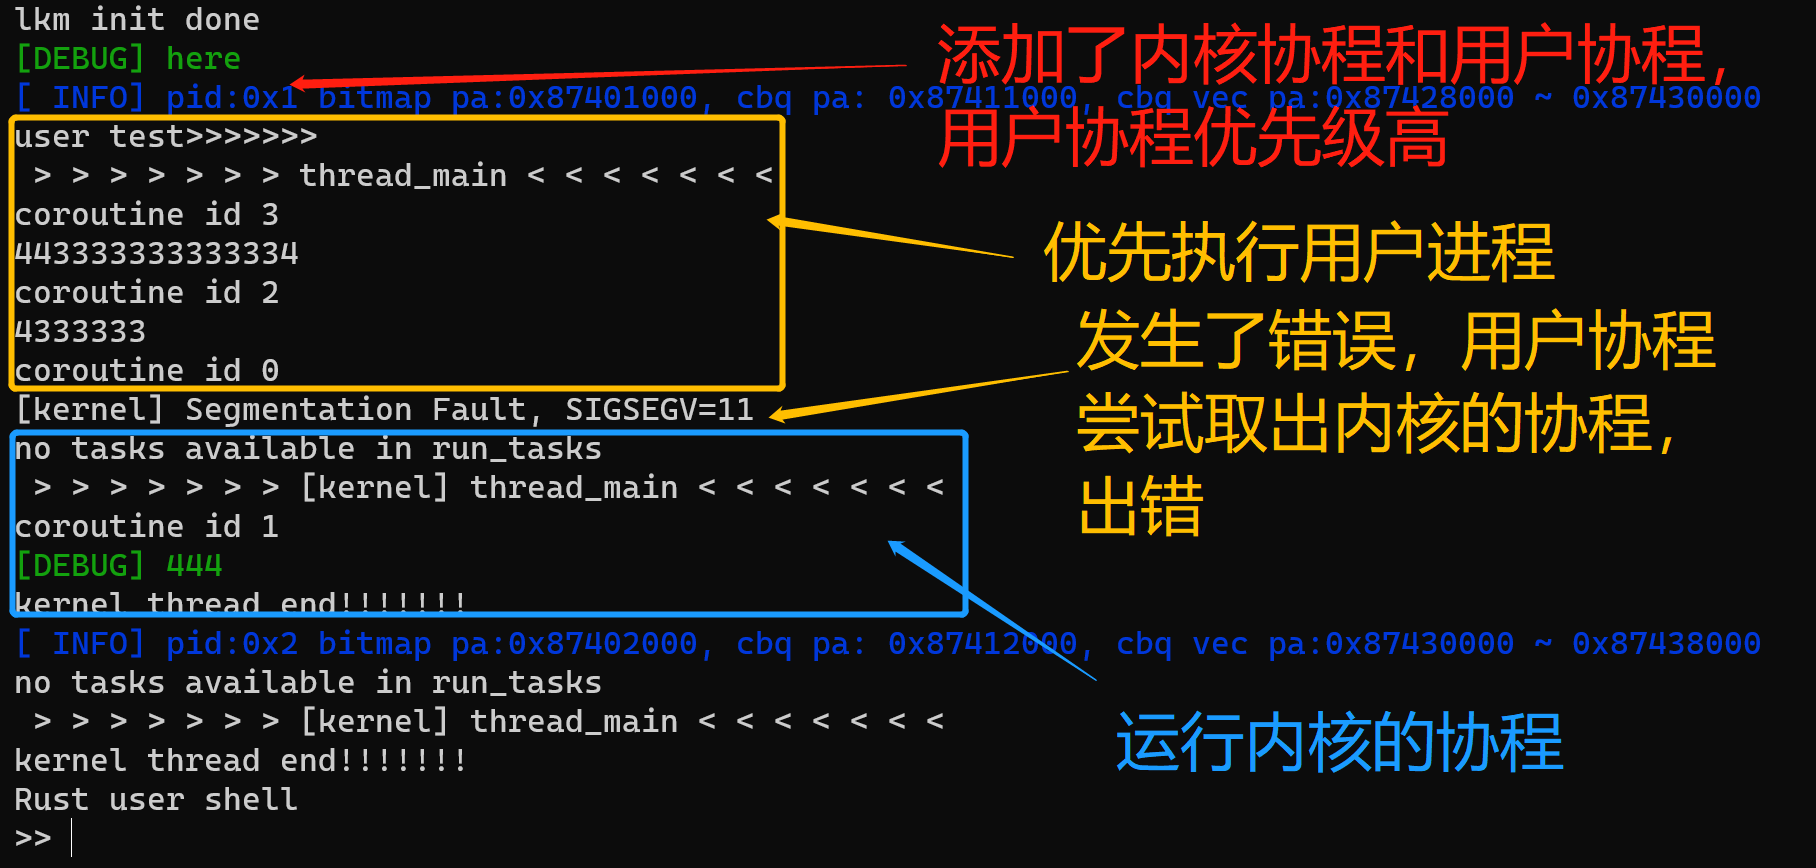 lkm init done
[DEBUG] here
[ INFO] pid:0x1 bitmap pa:0x87401000, cbq pa: 0x87411000, cbq vec pa:0x87428000 ~ 0x87430000
user test>>>>>>>
> > > > > > > thread_main < < < < < < <
coroutine id 3
443333333333334
coroutine id 2
4333333
coroutine id 0
[kernel] Segmentation Fault, SIGSEGV=11
no tasks available in run_tasks
> > > > > > > [kernel] thread_main < < < < < < <
coroutine id 1
[DEBUG] 444
kernel thread end!!!!!!!
[ INFO] pid:0x2 bitmap pa:0x87402000, cbq pa: 0x87412000, cbq vec pa:0x87430000 ~ 0x87438000
no tasks available in run_tasks
> > > > > > > [kernel] thread_main < < < < < < <
kernel thread end!!!!!!!
Rust user shell
>>
添加了内核协程和用户协程，
用户协程优先级高
优先执行用户进程
发生了错误，用户协程
尝试取出内核的协程，
出错
运行内核的协程